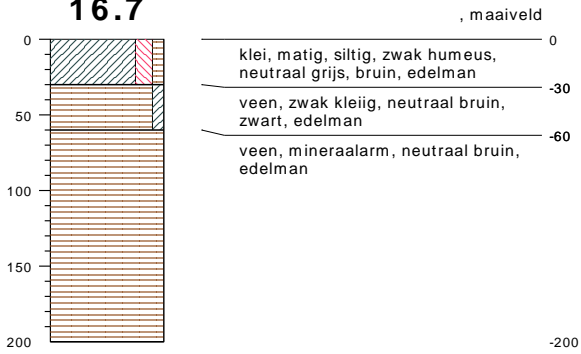 16.7
, maaiveld
0
0
klei, matig, siltig, zwak humeus,
neutraal grijs, bruin, edelman
-30
veen, zwak kleiig, neutraal bruin,
zwart, edelman
50
-60
veen, mineraalarm, neutraal bruin,
edelman
100
150
200
-200